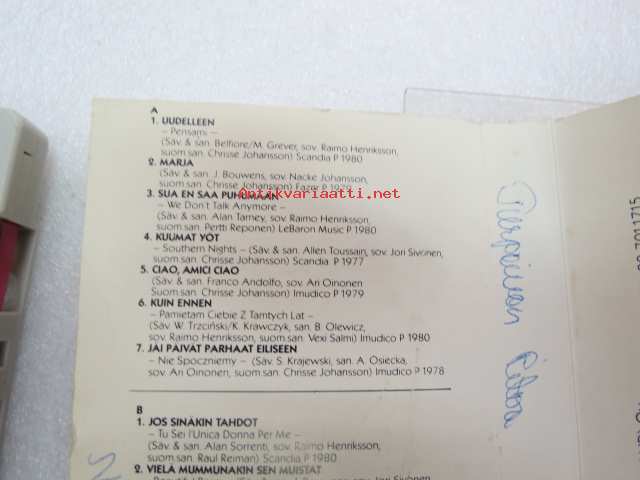 A
1. UUDELLEEN
– Pensami –
(Säv. & san. Belfiore/M. Grever, sov. Raimo Henriksson,
suom.san. Chrisse Johansson) Scandia P 1980
2. MARJA
(Säv. & san. J. Bouwens, sov. Nacke Johansson,
suom.san. Chrisse Johansson) Fazer P 1979
3. SUA EN SAA PUHUMAAN
– We Don't Talk Anymore –
(Säv. & san. Alan Tarney, sov. Raimo Henriksson,
suom.san. Pertti Reponen) LeBaron Music P 1980
4. KUUMAT YÖT
– Southern Nights – (Säv. & san. Allen Toussain, sov. Jori Sivonen,
suom.san. Chrisse Johansson) Scandia P 1977
5. CIAO, AMICI CIAO
(Säv. & san. Franco Andolfo, sov. Ari Oinonen
Suom.san. Chrisse Johansson) Imudico P 1979
6. KUIN ENNEN
– Pamietam Ciebie Z Tamtych Lat –
(Säv. W. Trzciński/K. Krawczyk, san. B. Olewicz,
sov. Raimo Henriksson, suom.san. Vexi Salmi) Imudico P 1980
7. JÄI PÄIVÄT PARHAAT EILISEEN
– Nie Spoczniemy – (Säv. S. Krajewski, san. A. Osiecka,
sov. Ari Oinonen, suom.san. Chrisse Johansson) Imudico P 1978
B
1. JOS SINÄKIN TAHDOT
– Tu Sei l'Unica Donna Per Me –
(Säv. & san. Alan Sorrenti, sov. Raimo Henriksson,
suom.san. Raul Reiman) Scandia P 1980
2. VIELÄ MUMMUNAKIN SEN MUISTAT
Antikvariaatti.net